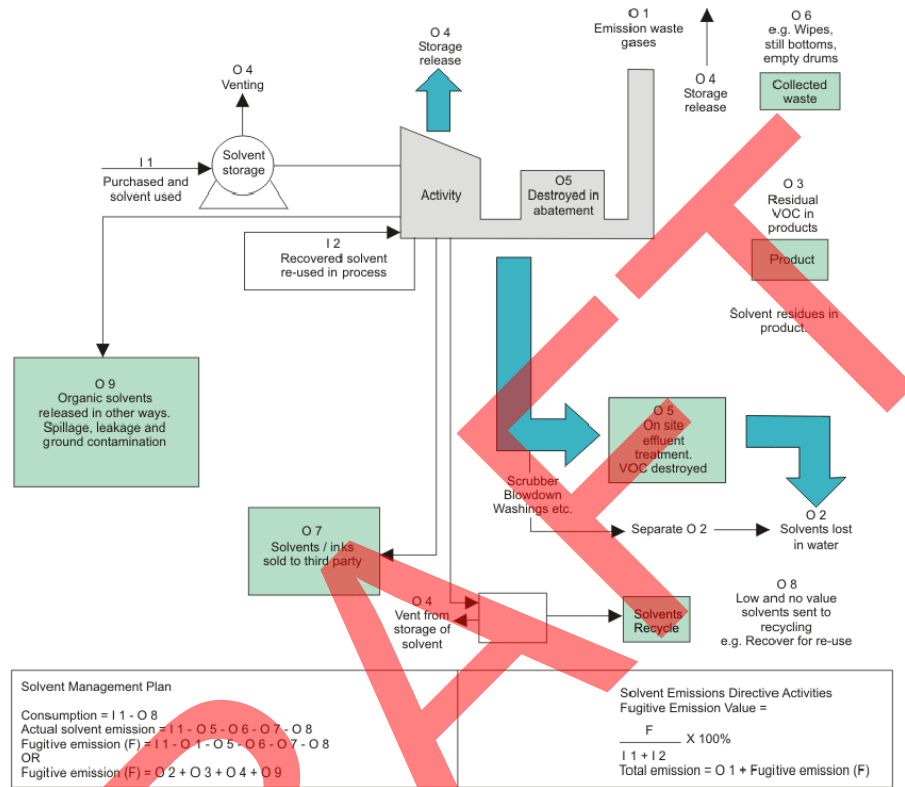 O 4
Venting
O 4
Storage
release
O 1
Emission waste
gases
O 4
Storage
release
O 6
e.g. Wipes,
still bottoms,
empty drums
Collected
waste
I 1
Purchased and
solvent used
Solvent
storage
Activity
O5
Destroyed in
abatement
O 3
Residual
VOC in
products
Product
Solvent residues in
product.
I 2
Recovered solvent
re-used in process
O 9
Organic solvents
released in other ways.
Spillage, leakage and
ground contamination
O 5
On site
effluent
treatment.
VOC destroyed
Scrubber
Blowdown
Washings etc.
Separate O 2
O 2
Solvents lost
in water
O 7
Solvents / inks
sold to third party
O 4
Vent from
storage of
solvent
Solvents
Recycle
O 8
Low and no value
solvents sent to
recycling
e.g. Recover for re-use
Solvent Management Plan
Consumption = I 1 - O 8
Actual solvent emission = I 1 - O 5 - O 6 - O 7 - O 8
Fugitive emission (F) = I 1 - O 1 - O 5 - O 6 - O 7 - O 8
OR
Fugitive emission (F) = O 2 + O 3 + O 4 + O 9
Solvent Emissions Directive Activities
Fugitive Emission Value =
F
X 100%
I 1 + I 2
Total emission = O 1 + Fugitive emission (F)